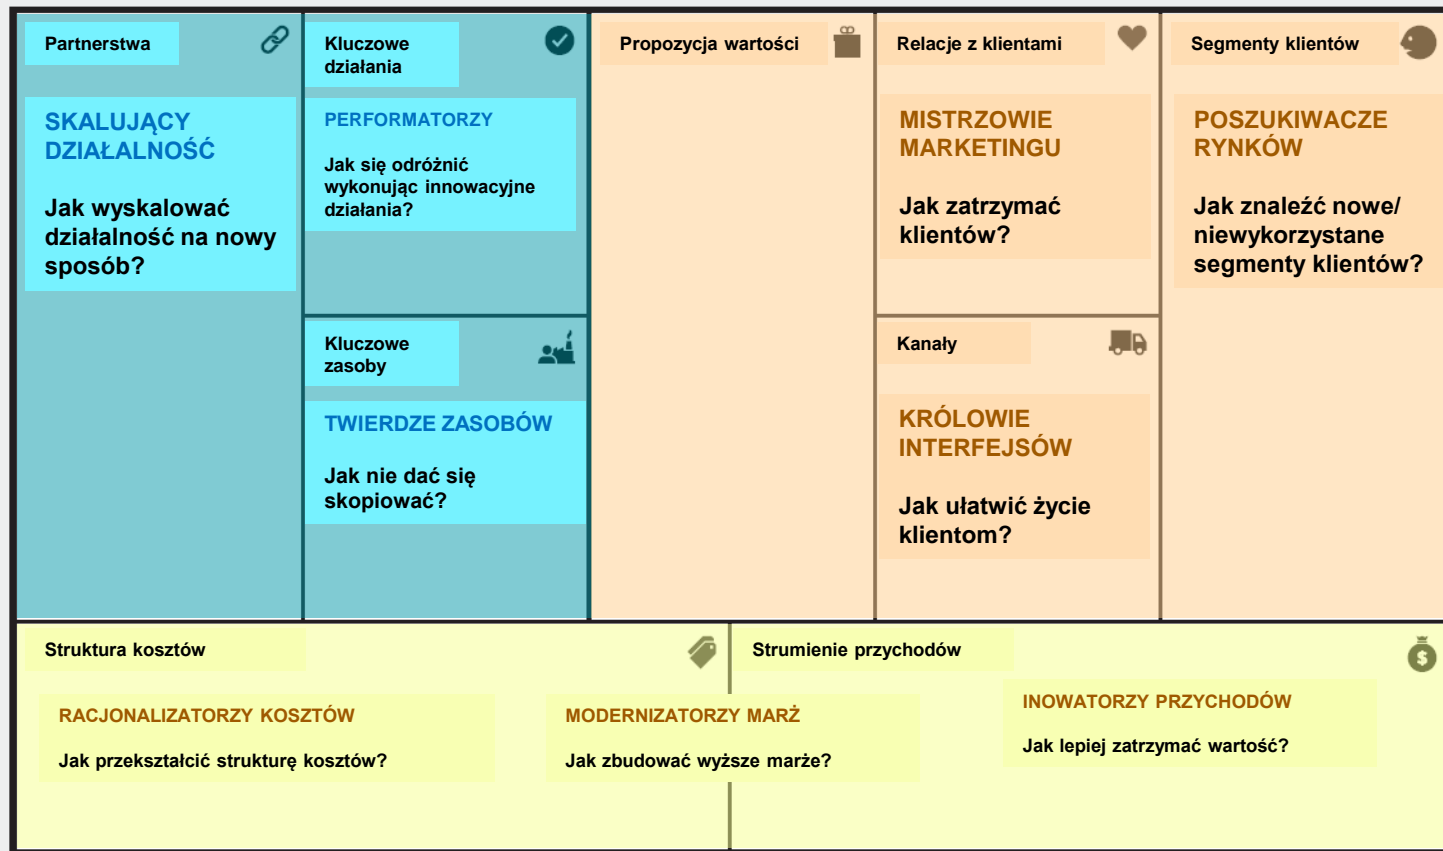 Partnerstwa
SKALUJĄCY
DZIAŁALNOŚĆ
Jak wyskalować
działalność na nowy
sposób?
Kluczowe
działania
PERFORMATORZY
Jak się odróżnić
wykonując innowacyjne
działania?
Kluczowe
zasoby
TWIERDZE ZASOBÓW
Jak nie dać się
skopiować?
Propozycja wartości
Relacje z klientami
MISTRZOWIE
MARKETINGU
Jak zatrzymać
klientów?
Kanały
KRÓLOWIE
INTERFEJSÓW
Jak ułatwić życie
klientom?
Segmenty klientów
POSZUKIWACZE
RYNKÓW
Jak znaleźć nowe/
niewykorzystane
segmenty klientów?
Struktura kosztów
RACJONALIZATORZY KOSZTÓW
Jak przekształcić strukturę kosztów?
MODERNIZATORZY MARŻ
Jak zbudować wyższe marże?
Strumienie przychodów
$
INOWATORZY PRZYCHODÓW
Jak lepiej zatrzymać wartość?